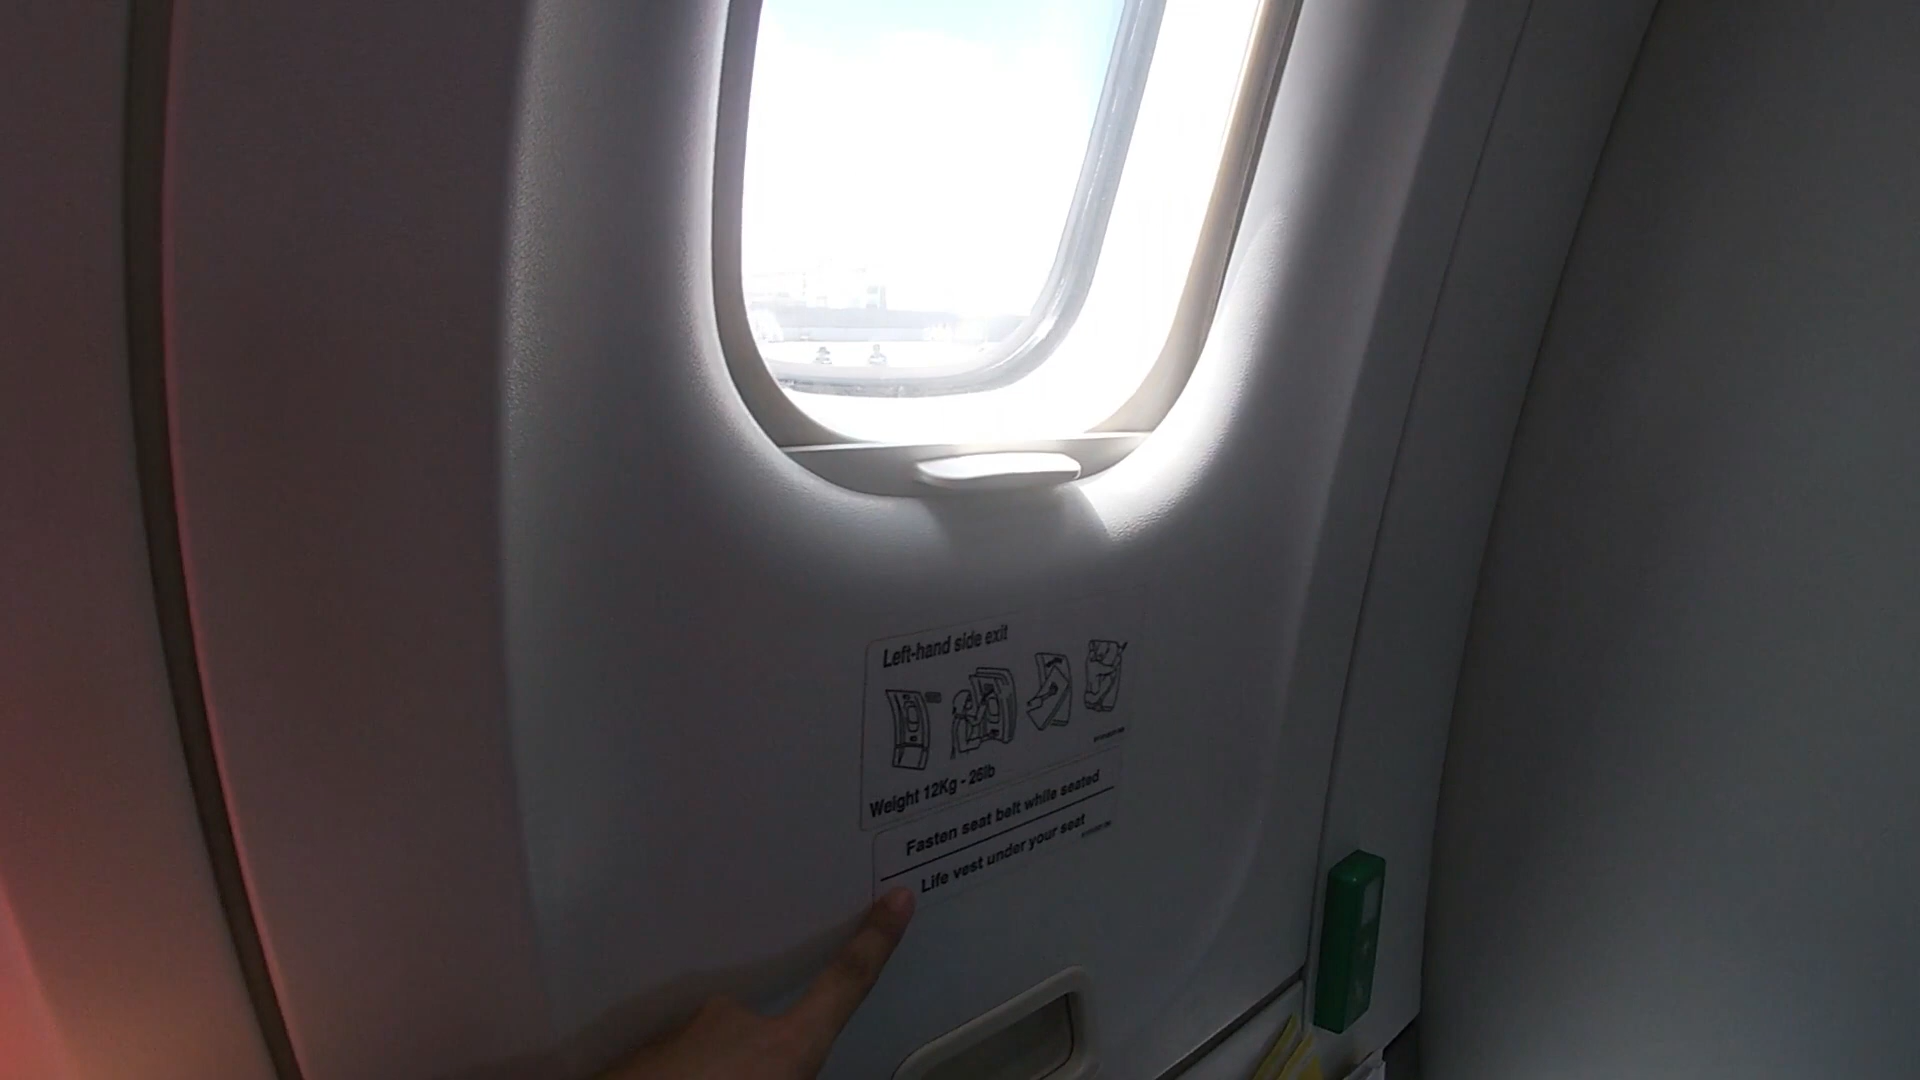 Left-hand side exit
Weight 12Kg - 26lb
Fasten seat belt while seated
Life vest under your seat